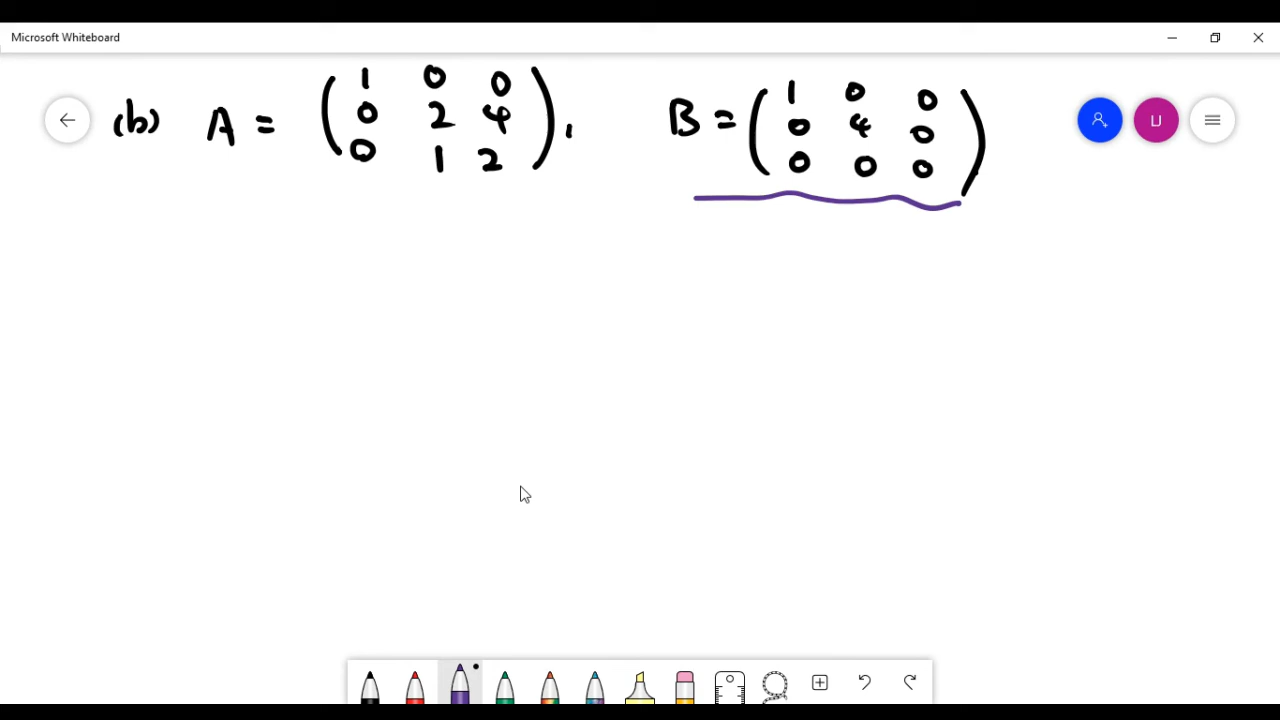 Microsoft Whiteboard
(b) A = ( 1 0 0 ), B = ( 1 0 0 )
0 2 4 0 4 0
0 1 2 0 0 0
IJ